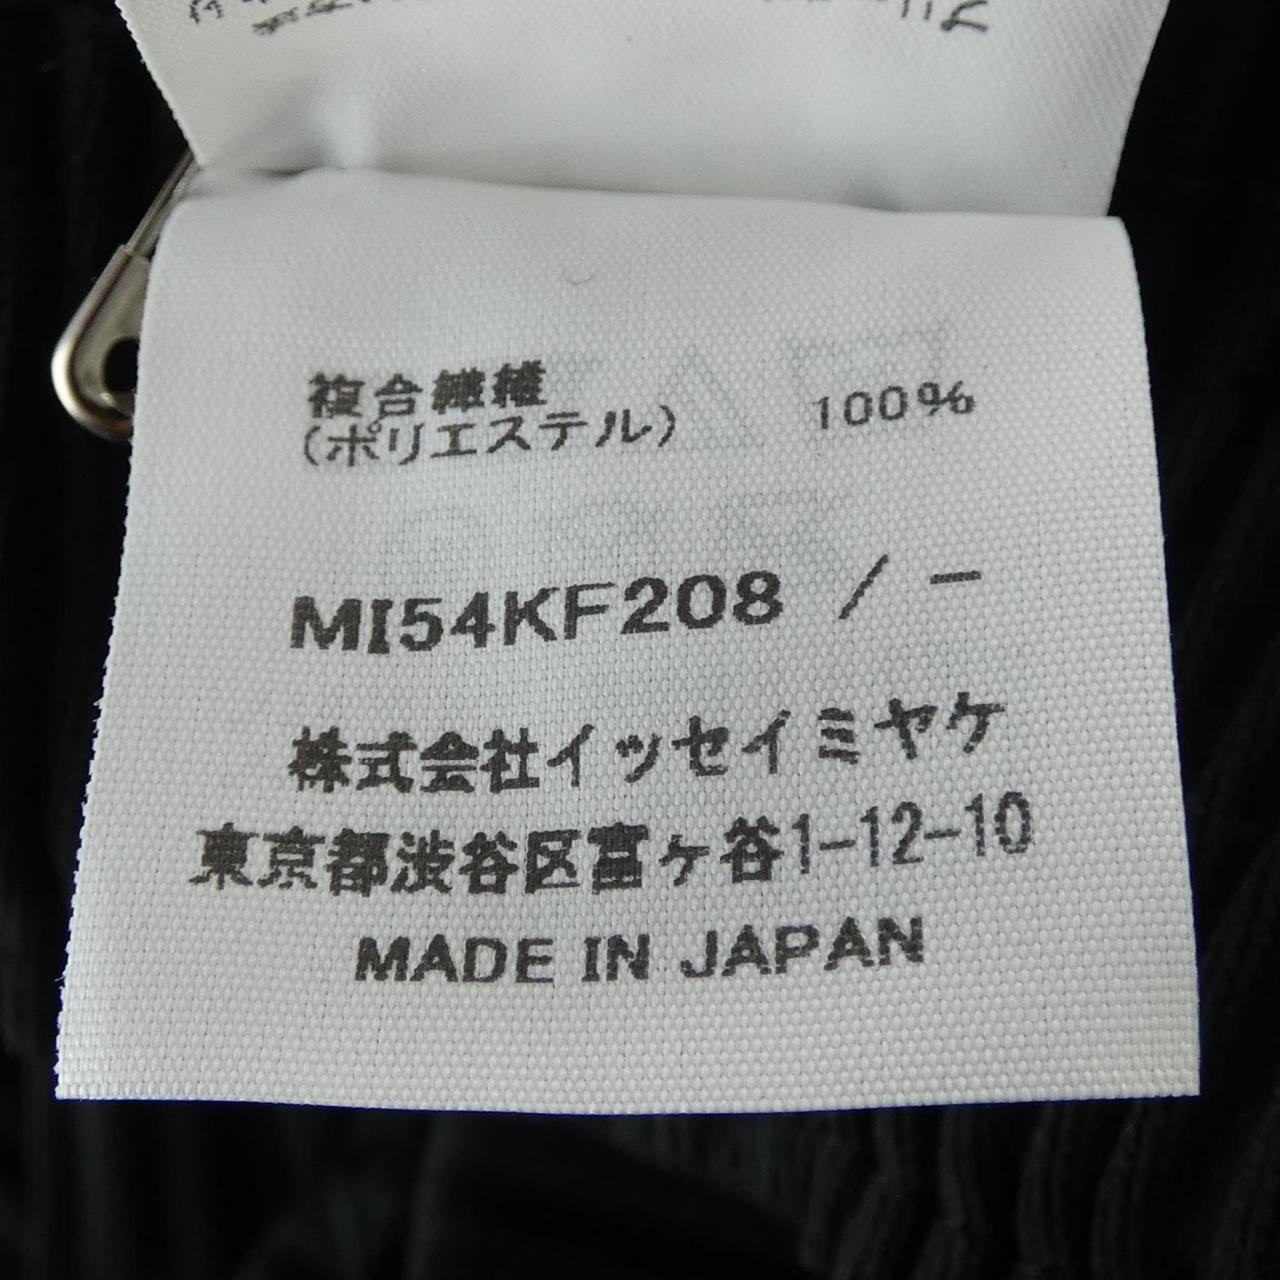 複合繊維
(ポリエステル) 100%
MI54KF208 / -
株式会社イッセイミヤケ
東京都渋谷区富ヶ谷1-12-10
MADE IN JAPAN